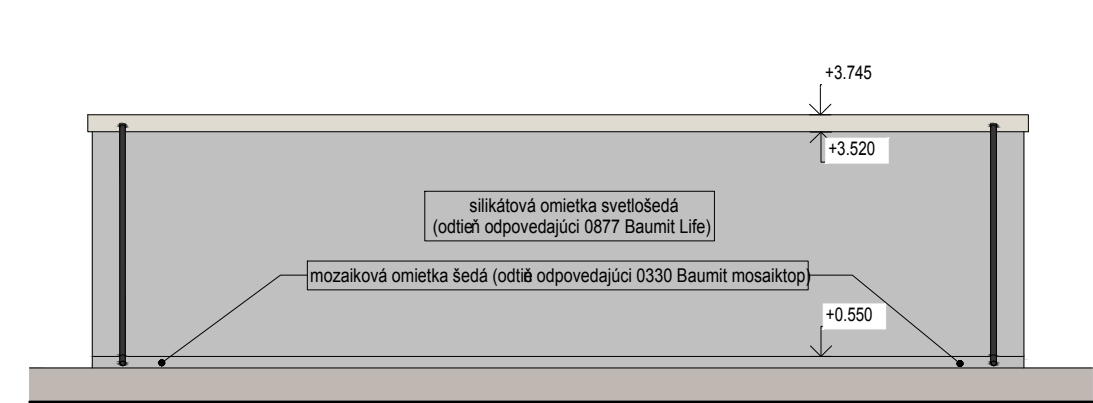 +3.745
+3.520
silikátová omietka svetlošedá
(odtieň odpovedajúci 0877 Baumit Life)
mozaiková omietka šedá (odtiě odpovedajúci 0330 Baumit mosaiktop)
+0.550